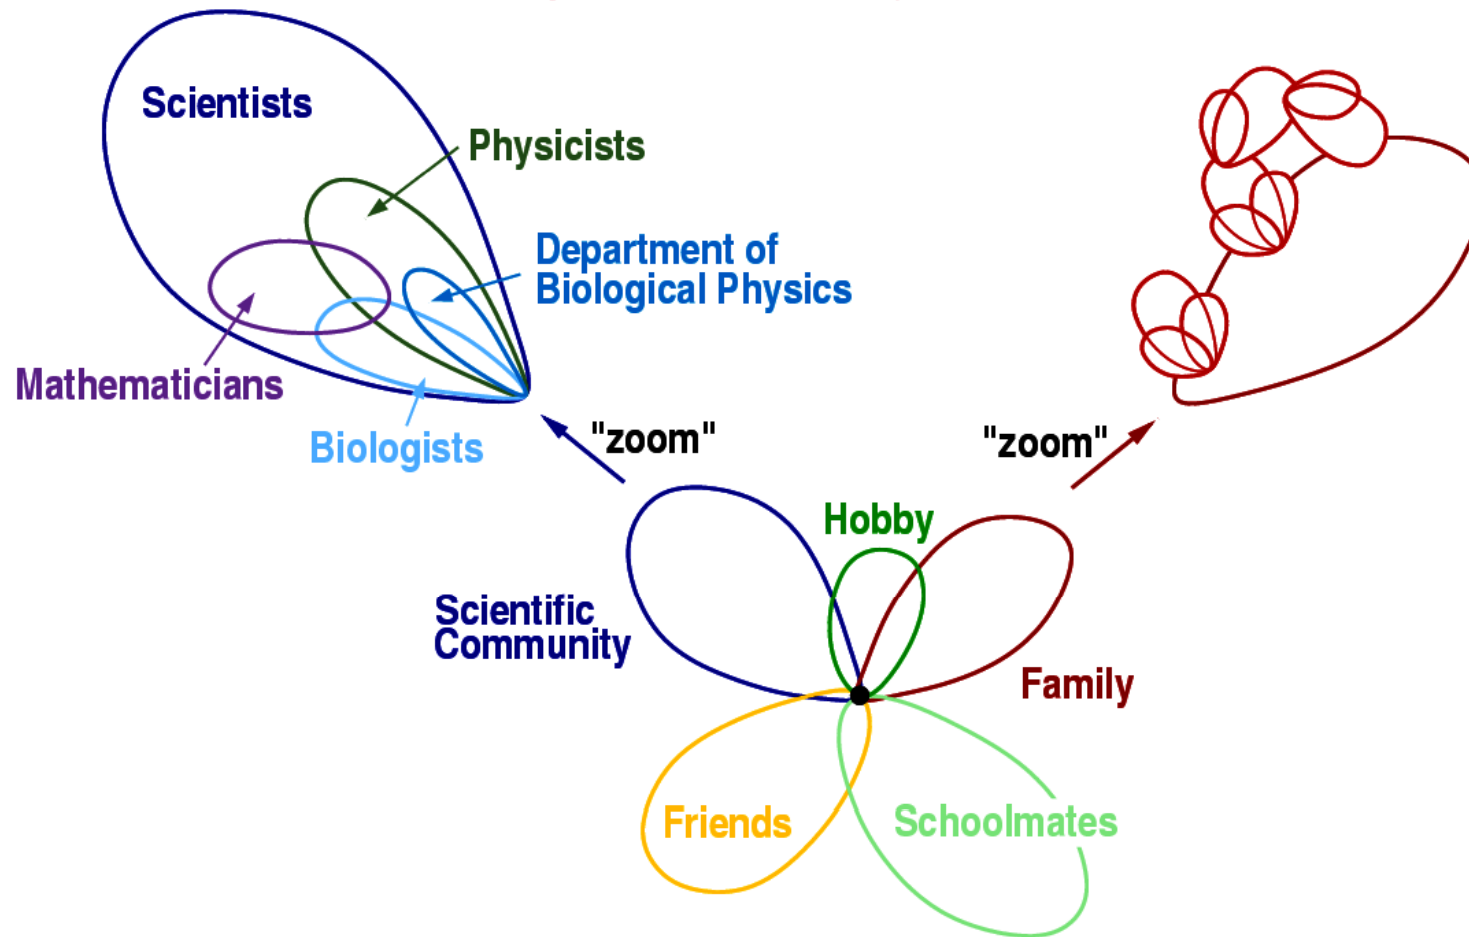 Scientists
Physicists
Department of
Biological Physics
Mathematicians
Biologists
"zoom"
"zoom"
Hobby
Scientific
Community
Family
Friends
Schoolmates